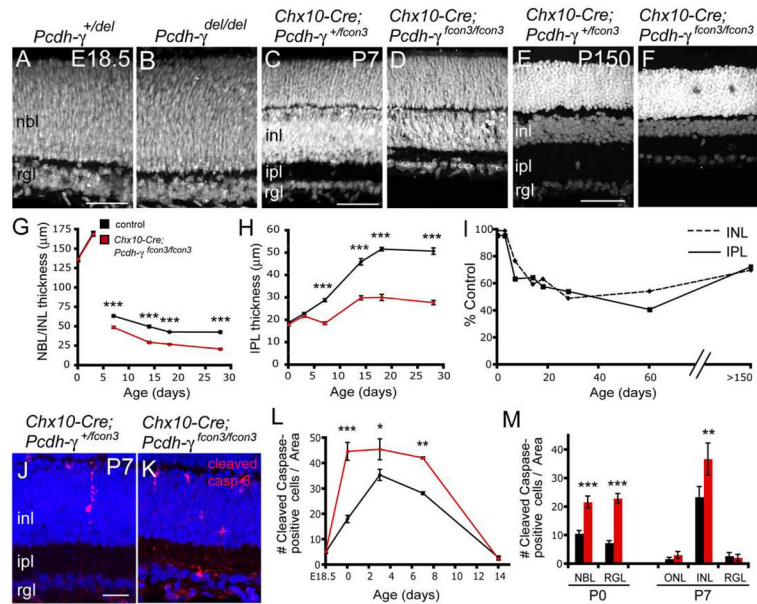 Pcdh-γ+/del
Pcdh-γdel/del
Chx10-Cre;
Pcdh-γ+/fcon3
Chx10-Cre;
Pcdh-γfcon3/fcon3
Chx10-Cre;
Pcdh-γ+/fcon3
Chx10-Cre;
Pcdh-γfcon3/fcon3
A E18.5
nbl
rgl
B
C P7
inl
ipl
rgl
D
E P150
inl
ipl
rgl
F
G
control
Chx10-Cre;
Pcdh-γfcon3/fcon3
NBL/INL thickness (μm)
175
150
125
100
75
50
25
0
*** *** *** ***
0 5 10 15 20 25 30
Age (days)
H
IPL thickness (μm)
60
50
40
30
20
10
0
*** *** *** ***
0 5 10 15 20 25 30
Age (days)
I
INL
IPL
% Control
100
80
60
40
20
0
0 20 40 60 >150
Age (days)
Chx10-Cre;
Pcdh-γ+/fcon3
Chx10-Cre;
Pcdh-γfcon3/fcon3
J P7
inl
ipl
rgl
K cleaved
casp-3
L
# Cleaved Caspase-
positive cells / Area
50
40
30
20
10
0
*** * **
E18.5 0 2 4 6 8 10 12 14
Age (days)
M
# Cleaved Caspase-
positive cells / Area
50
40
30
20
10
0
*** *** **
NBL RGL ONL INL RGL
P0 P7